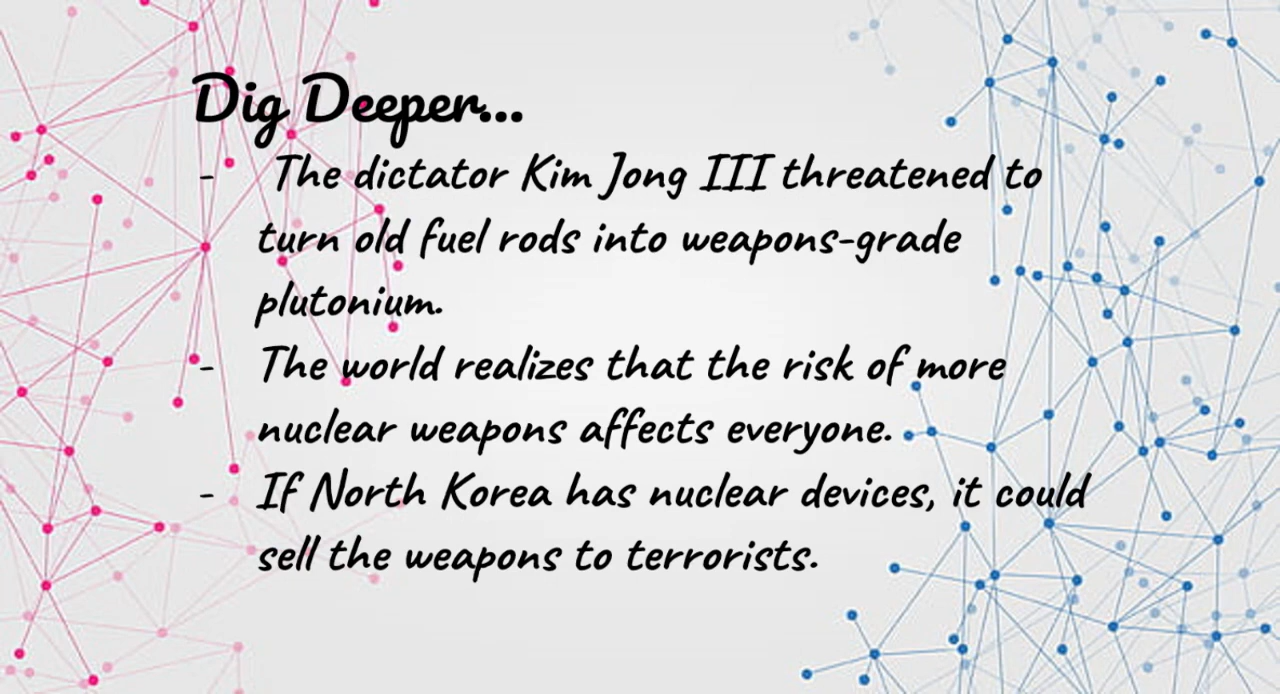 Dig Deeper...
- The dictator Kim Jong III threatened to
turn old fuel rods into weapons-grade
plutonium.
- The world realizes that the risk of more
nuclear weapons affects everyone.
- If North Korea has nuclear devices, it could
sell the weapons to terrorists.